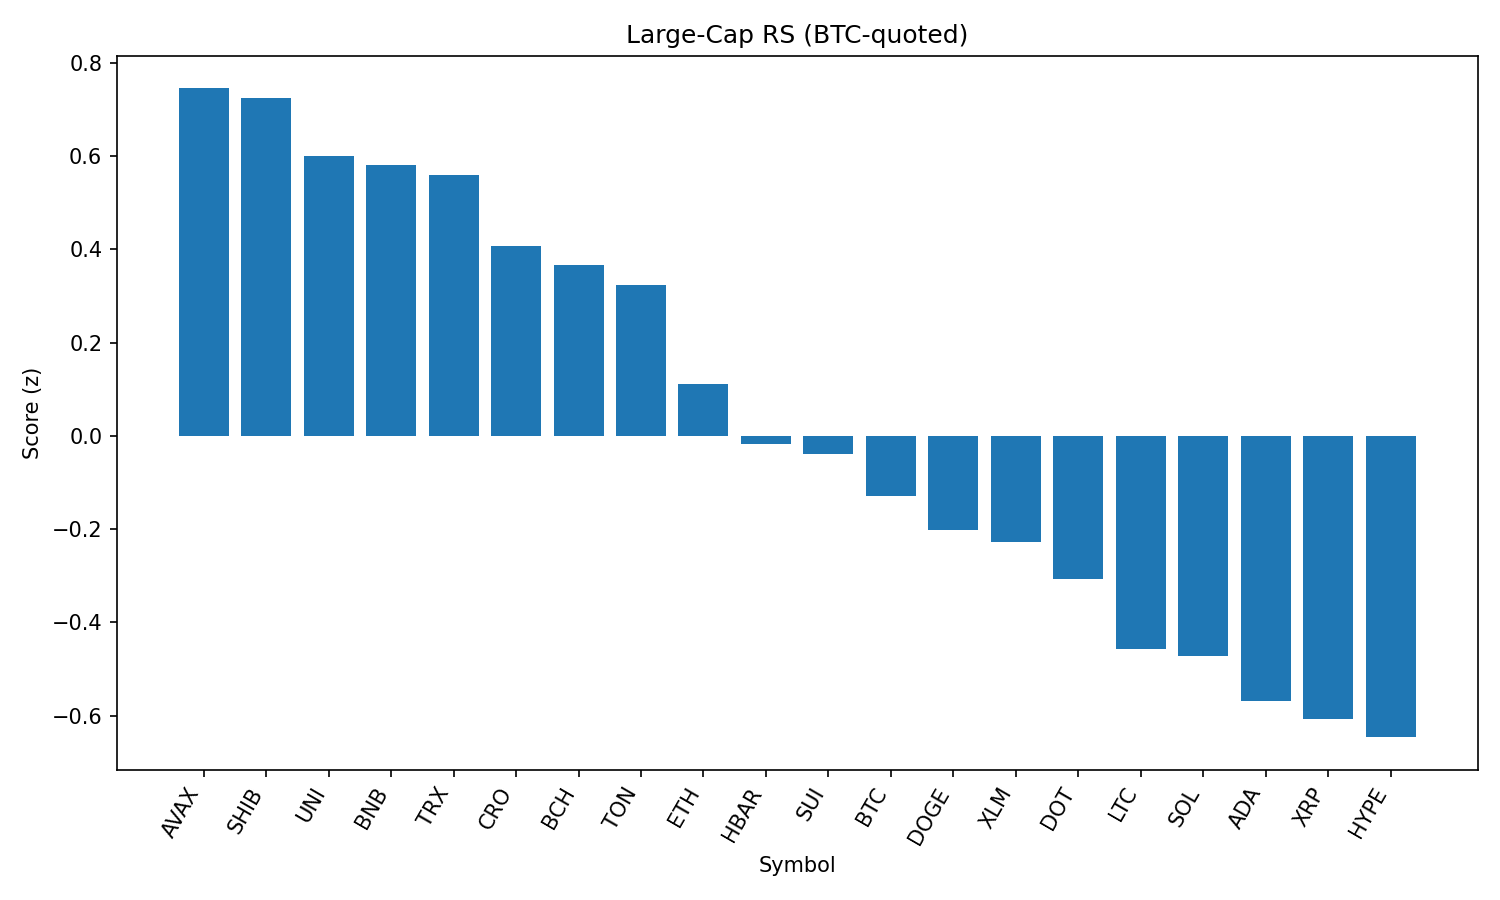 Large-Cap RS (BTC-quoted)
Score (z)
0.8
0.6
0.4
0.2
0.0
−0.2
−0.4
−0.6
AVAX
SHIB
UNI
BNB
TRX
CRO
BCH
TON
ETH
HBAR
SUI
BTC
DOGE
XLM
DOT
LTC
SOL
ADA
XRP
HYPE
Symbol